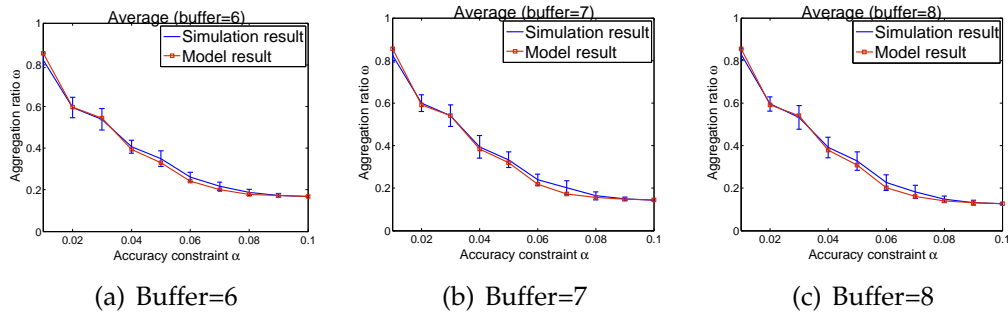 Average (buffer=6)
Simulation result
Model result
Aggregation ratio ω
1
0.8
0.6
0.4
0.2
0
0.02
0.04
0.06
0.08
0.1
Accuracy constraint α
(a) Buffer=6
Average (buffer=7)
Simulation result
Model result
Aggregation ratio ω
1
0.8
0.6
0.4
0.2
0
0.02
0.04
0.06
0.08
0.1
Accuracy constraint α
(b) Buffer=7
Average (buffer=8)
Simulation result
Model result
Aggregation ratio ω
1
0.8
0.6
0.4
0.2
0
0.02
0.04
0.06
0.08
0.1
Accuracy constraint α
(c) Buffer=8